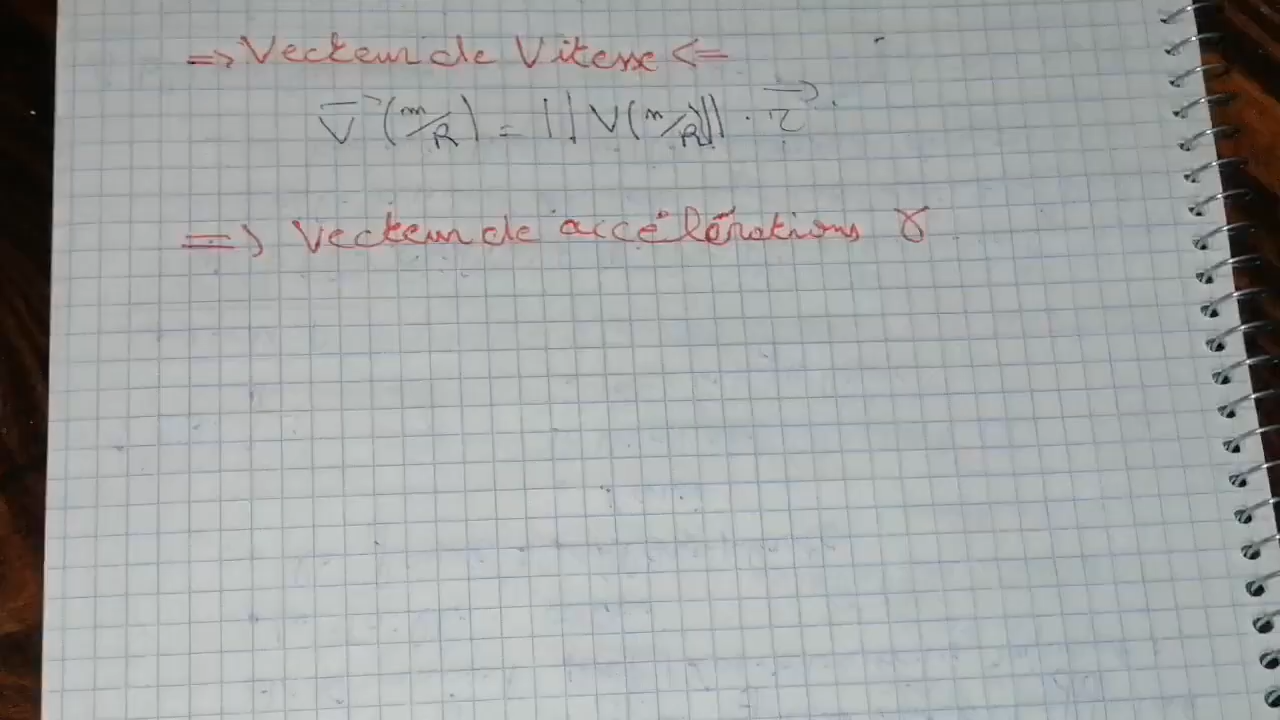 => Vecteur de Vitesse <=
V⃗ (m/R) = || V(m/R) || . τ⃗ .
=> Vecteur de accélérations γ